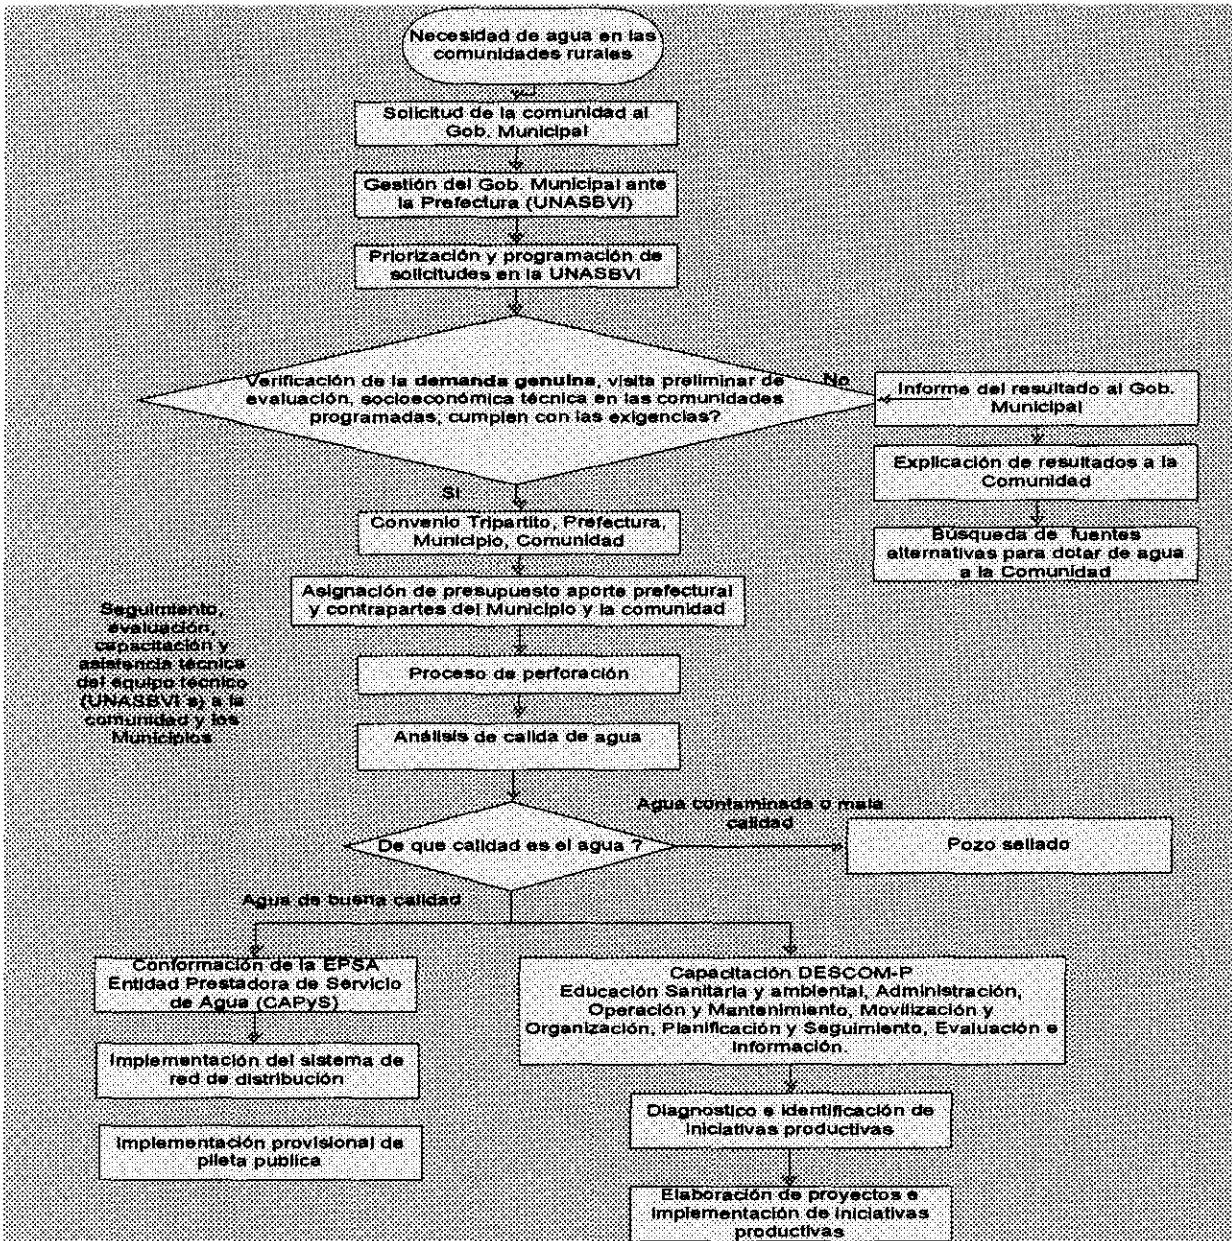 Necesidad de agua en las
comunidades rurales
Solicitud de la comunidad al
Gob. Municipal
Gestión del Gob. Municipal ante
la Prefectura (UNASBVI)
Priorización y programación de
solicitudes en la UNASBVI
Verificación de la demanda genuina, visita preliminar de
evaluación, socioeconómica técnica en las comunidades
programadas; cumplen con las exigencias?
No
Informe del resultado al Gob.
Municipal
Explicación de resultados a la
Comunidad
Búsqueda de fuentes
alternativas para dotar de agua
a la Comunidad
Si
Convenio Tripartito, Prefectura,
Municipio, Comunidad
Asignación de presupuesto aporte prefectural
y contrapartes del Municipio y la comunidad
Seguimiento,
evaluación,
capacitación y
asistencia técnica
del equipo técnico
(UNASBVI s) a la
comunidad y los
Municipios
Proceso de perforación
Análisis de calida de agua
De que calidad es el agua ?
Agua contaminada o mala
calidad
Pozo sellado
Agua de buena calidad
Conformación de la EPSA
Entidad Prestadora de Servicio
de Agua (CAPyS)
Implementación del sistema de
red de distribución
Implementación provisional de
pileta publica
Capacitación DESCOM-P
Educación Sanitaria y ambiental, Administración,
Operación y Mantenimiento, Movilización y
Organización, Planificación y Seguimiento, Evaluación e
Información.
Diagnostico e identificación de
iniciativas productivas
Elaboración de proyectos e
implementación de iniciativas
productivas